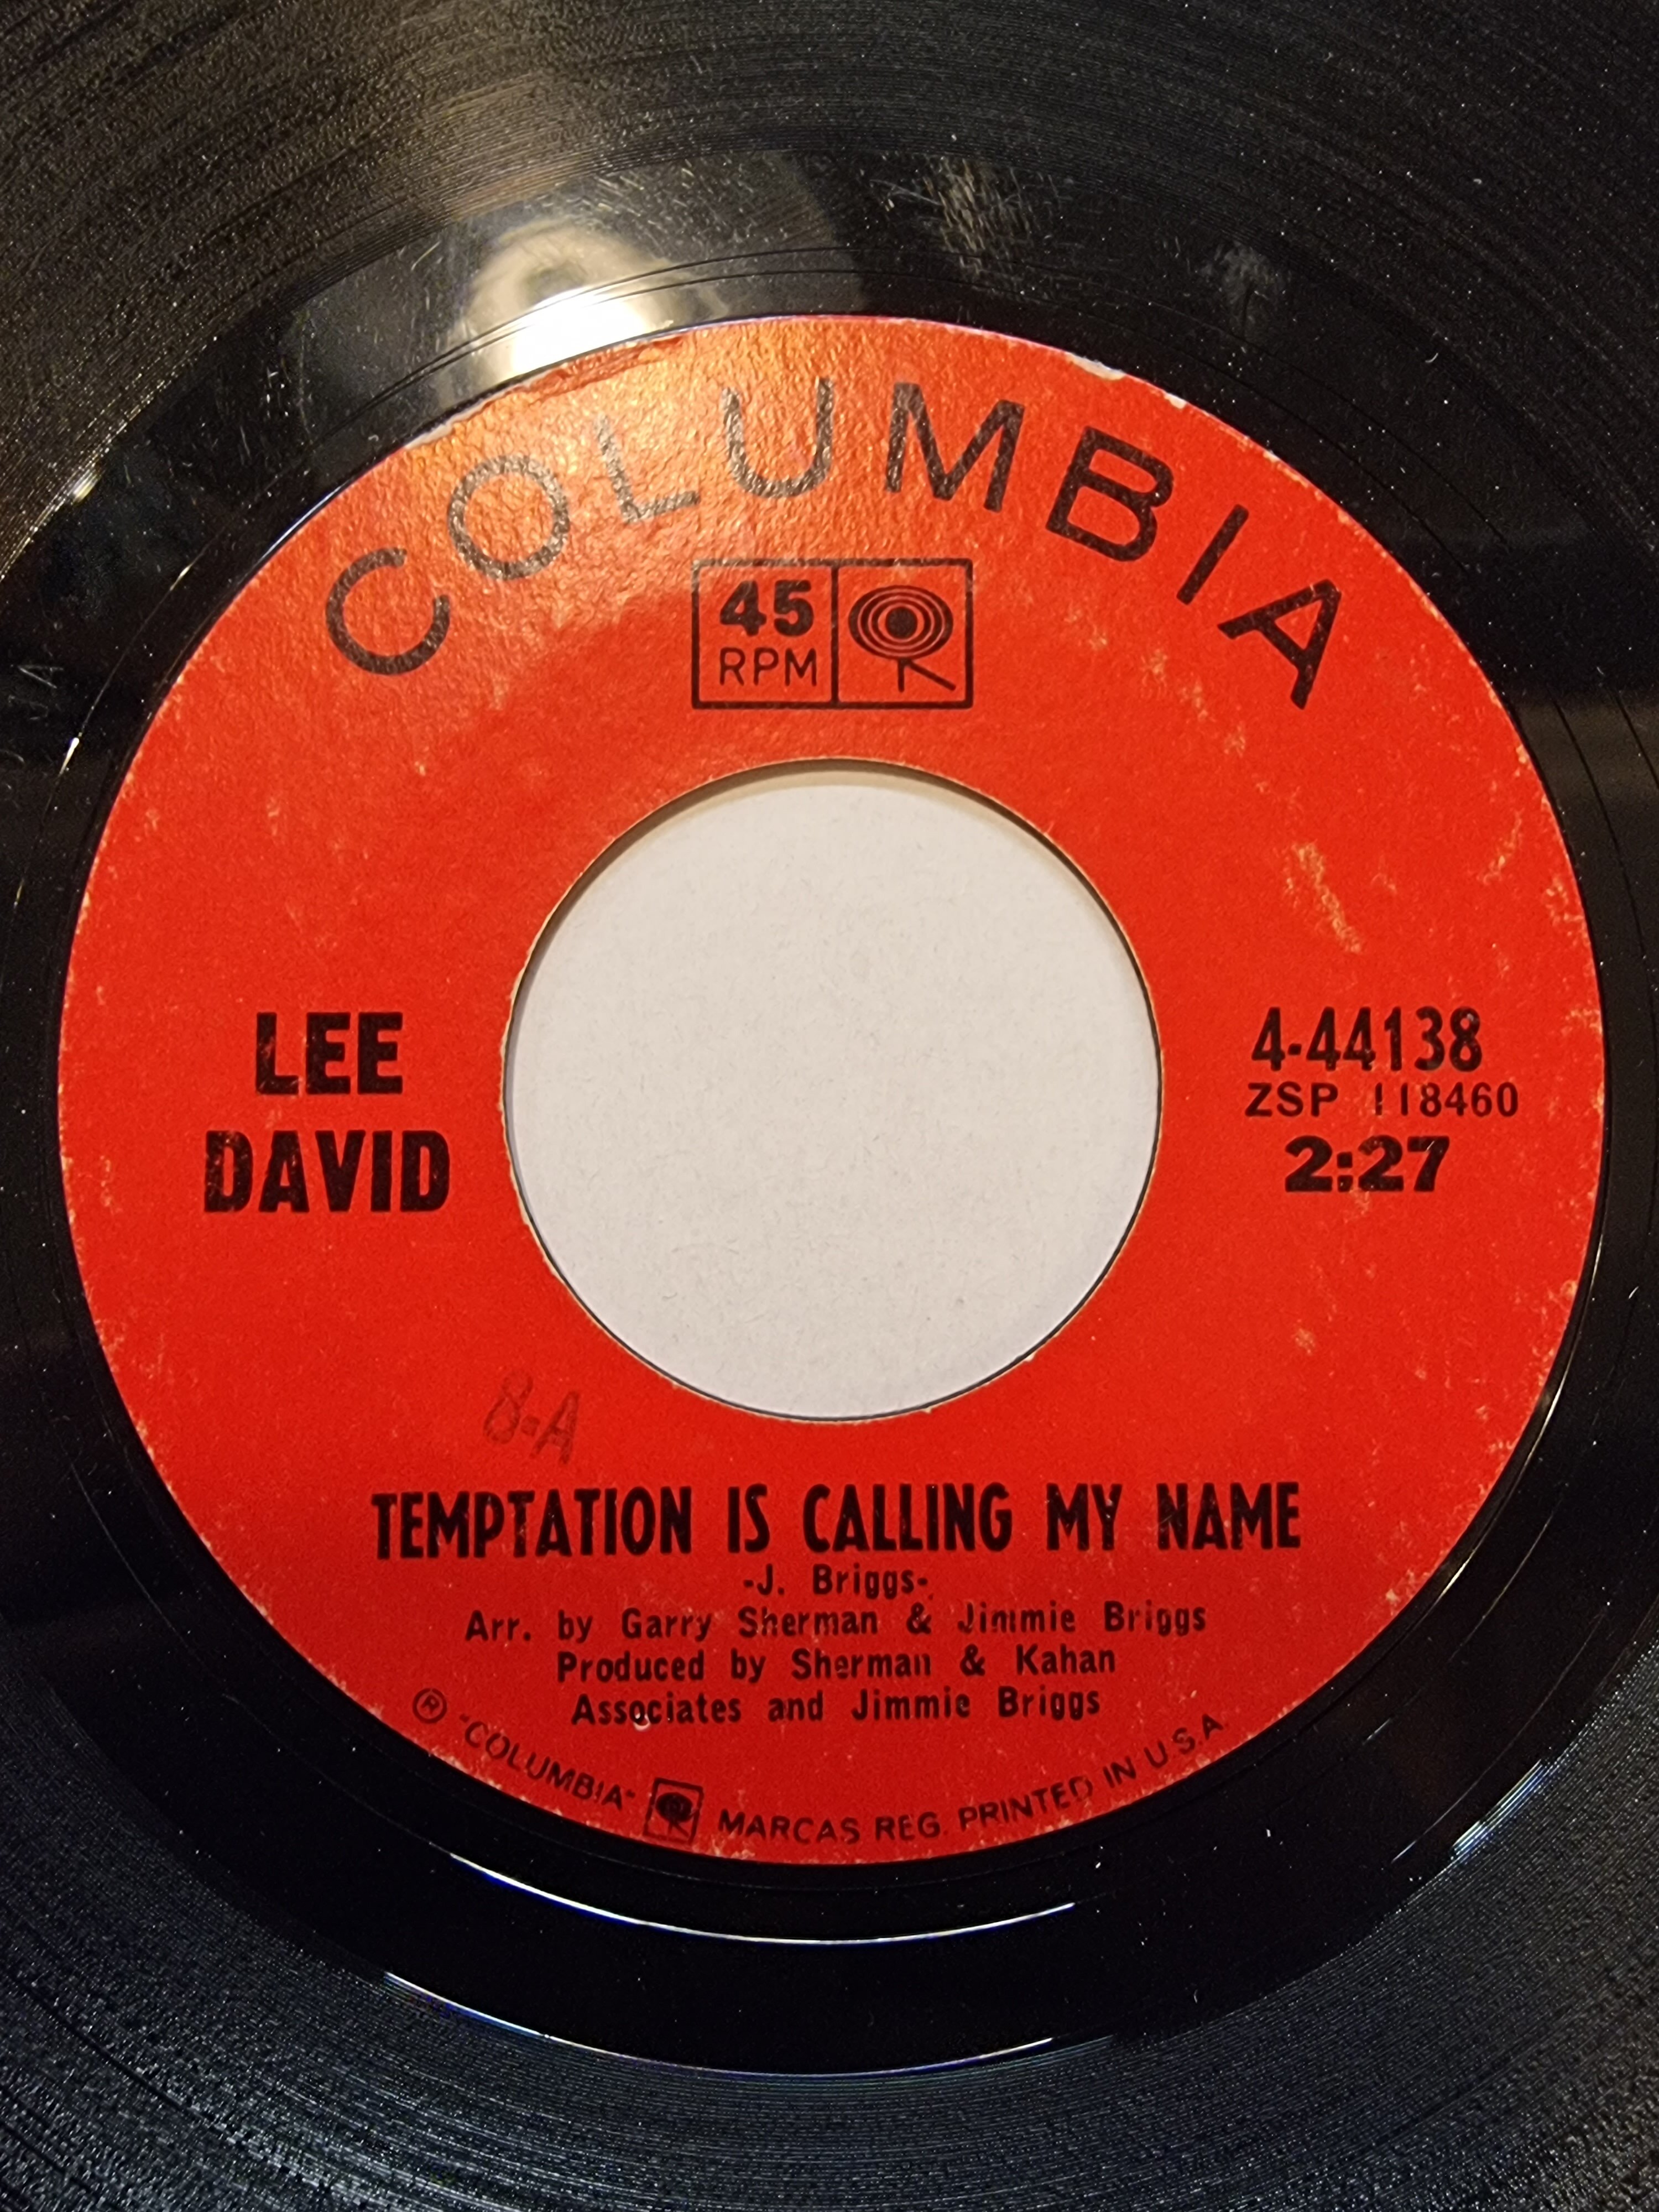 COLUMBIA
45
RPM
LEE
DAVID
4-44138
ZSP 118460
2:27
8-A
TEMPTATION IS CALLING MY NAME
-J. Briggs-
Arr. by Garry Sherman & Jimmie Briggs
Produced by Sherman & Kahan
Associates and Jimmie Briggs
® "COLUMBIA" MARCAS REG. PRINTED IN U.S.A.